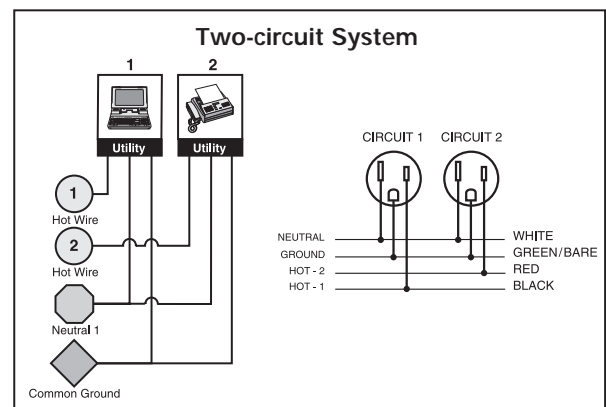 Two-circuit System
1
2
Utility
Utility
1
Hot Wire
2
Hot Wire
Neutral 1
Common Ground
CIRCUIT 1
CIRCUIT 2
NEUTRAL
WHITE
GROUND
GREEN/BARE
HOT - 2
RED
HOT - 1
BLACK